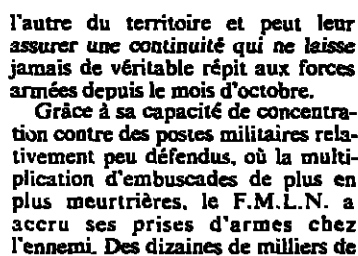 l'autre du territoire et peut leur
assurer une continuité qui ne laisse
jamais de véritable répit aux forces
armées depuis le mois d'octobre.
Grâce à sa capacité de concentra-
tion contre des postes militaires rela-
tivement peu défendus, où la multi-
plication d'embuscades de plus en
plus meurtrières, le F.M.L.N. a
accru ses prises d'armes chez
l'ennemi. Des dizaines de milliers de